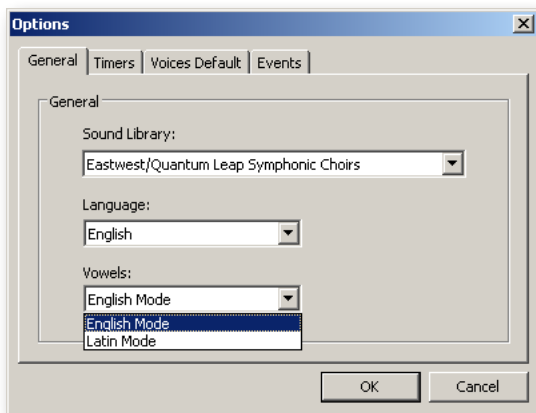 Options
General Timers Voices Default Events
General
Sound Library:
Eastwest/Quantum Leap Symphonic Choirs
Language:
English
Vowels:
English Mode
English Mode
Latin Mode
OK Cancel